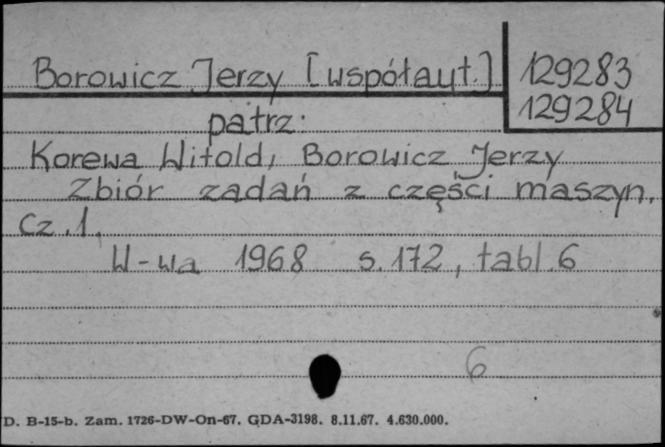 Borowicz Jerzy [współaut.] 129283
129284
patrz:
Korewa Witold, Borowicz Jerzy
Zbiór zadań z części maszyn.
Cz.1.
W-wa 1968 s.172, tabl.6
6
D. B-15-b. Zam. 1726-DW-On-67. GDA-3198. 8.11.67. 4.630.000.